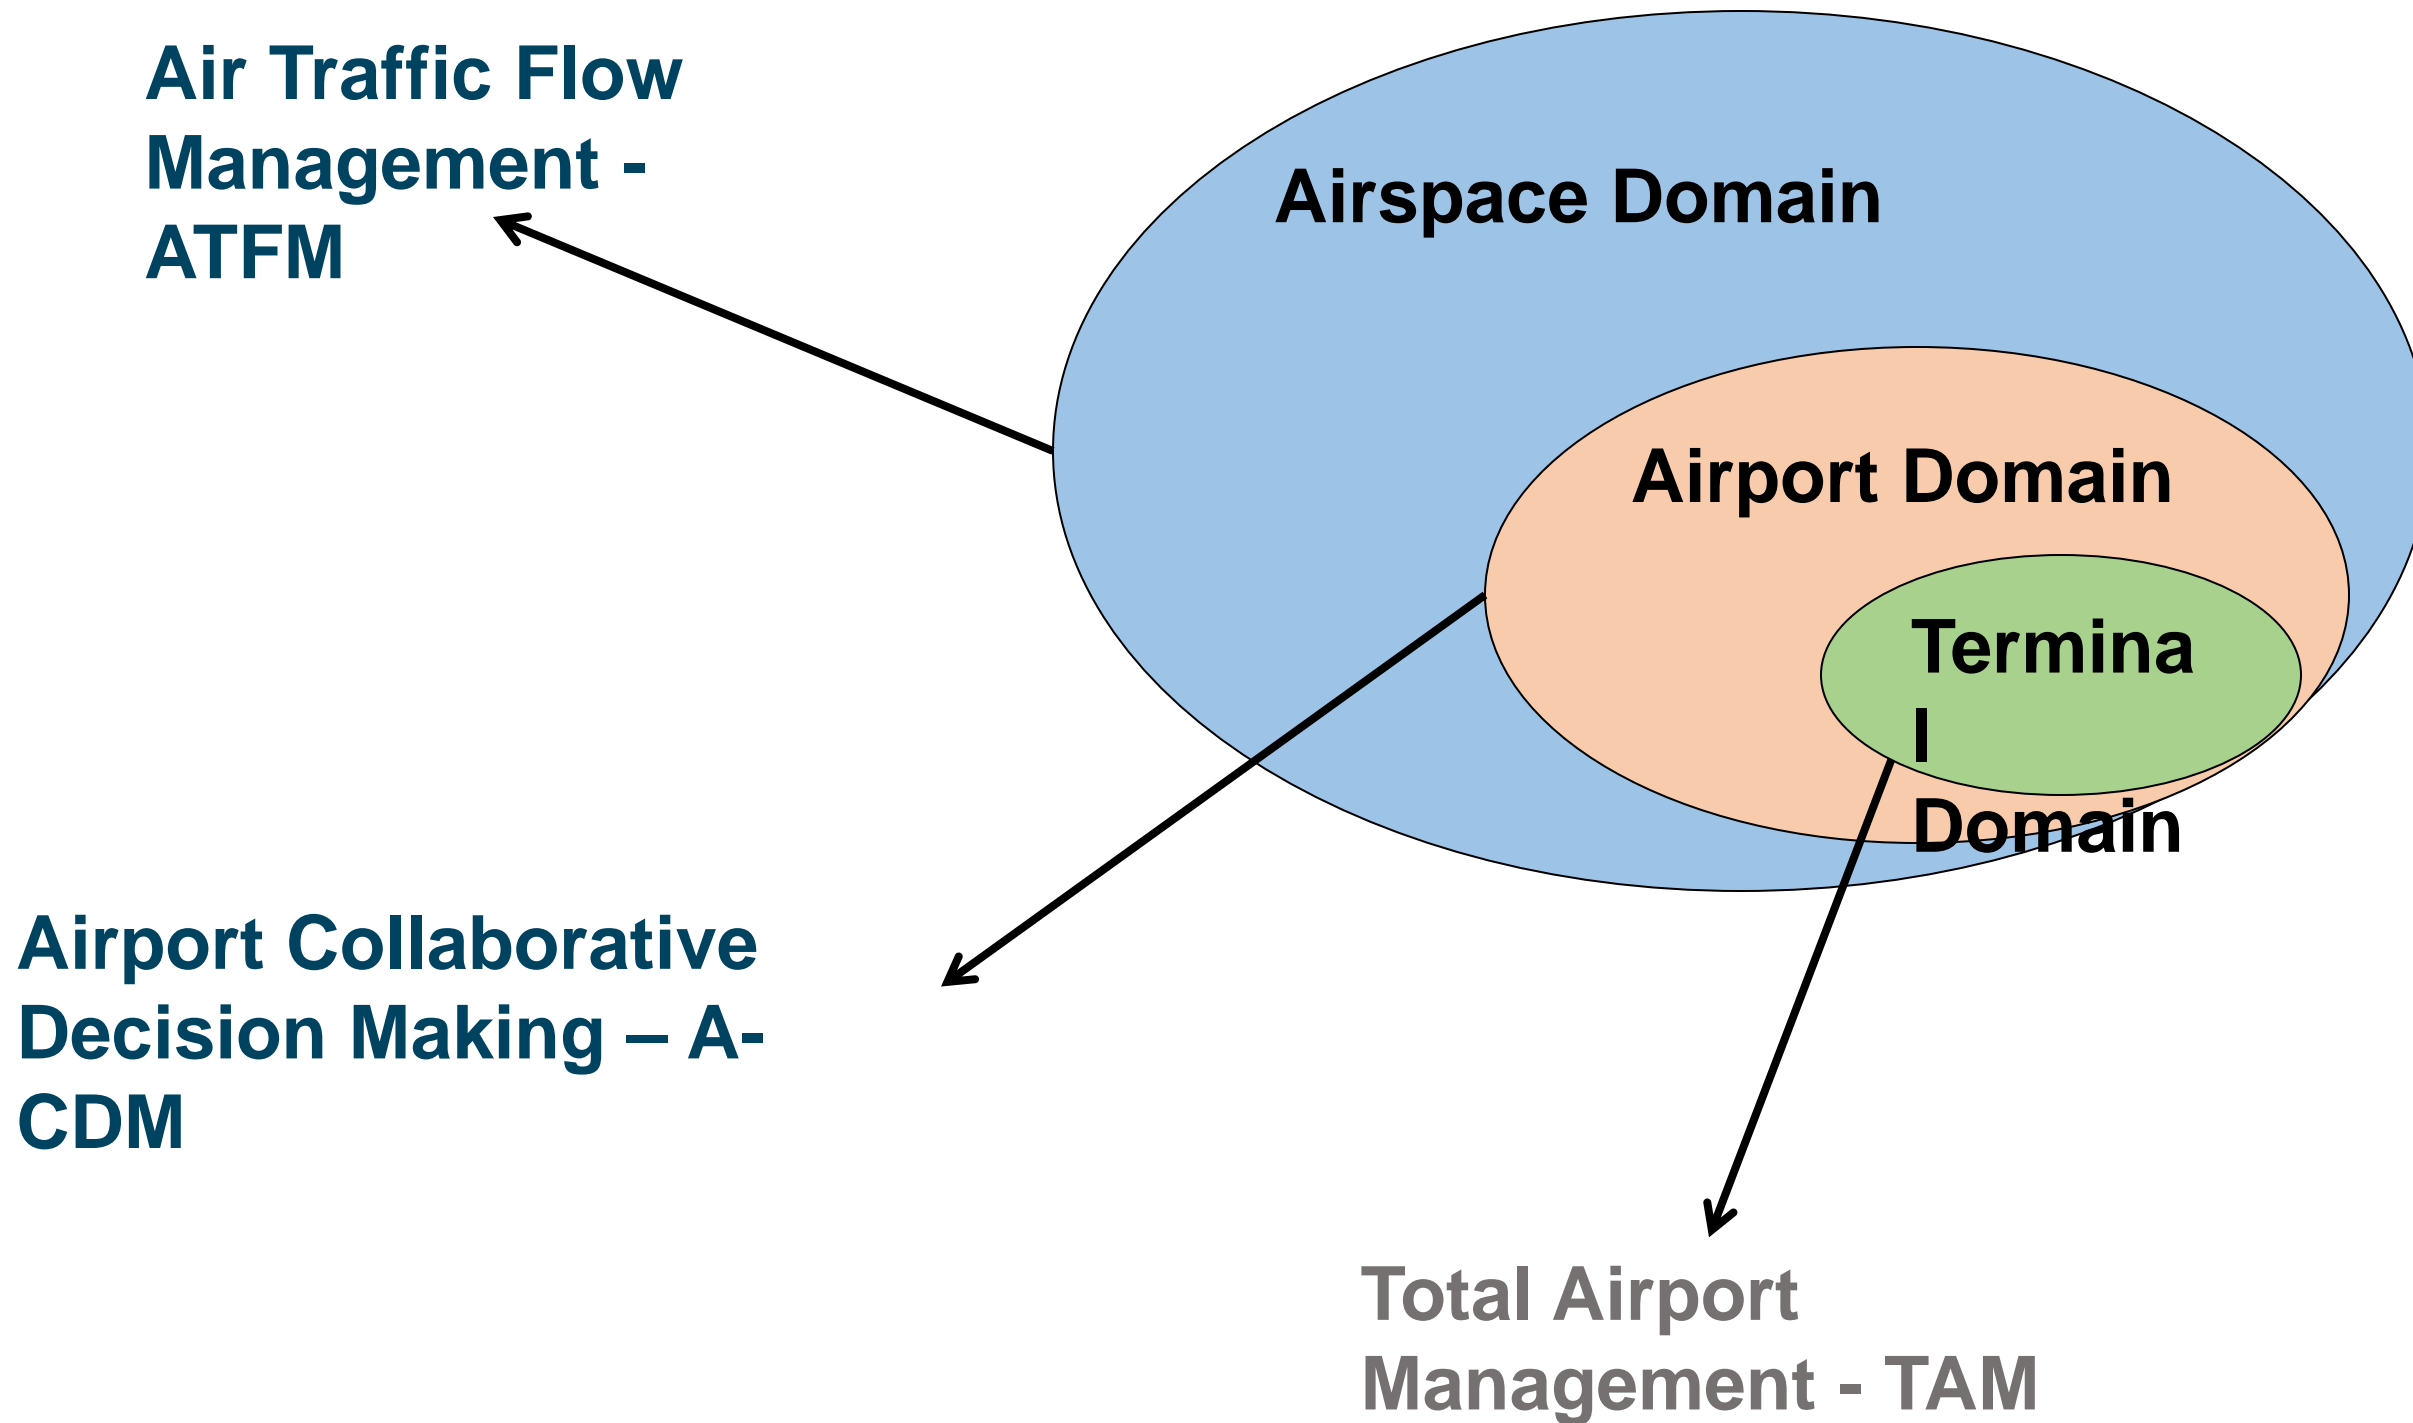 Air Traffic Flow
Management -
ATFM
Airspace Domain
Airport Domain
Termina
l
Domain
Airport Collaborative
Decision Making – A-
CDM
Total Airport
Management - TAM